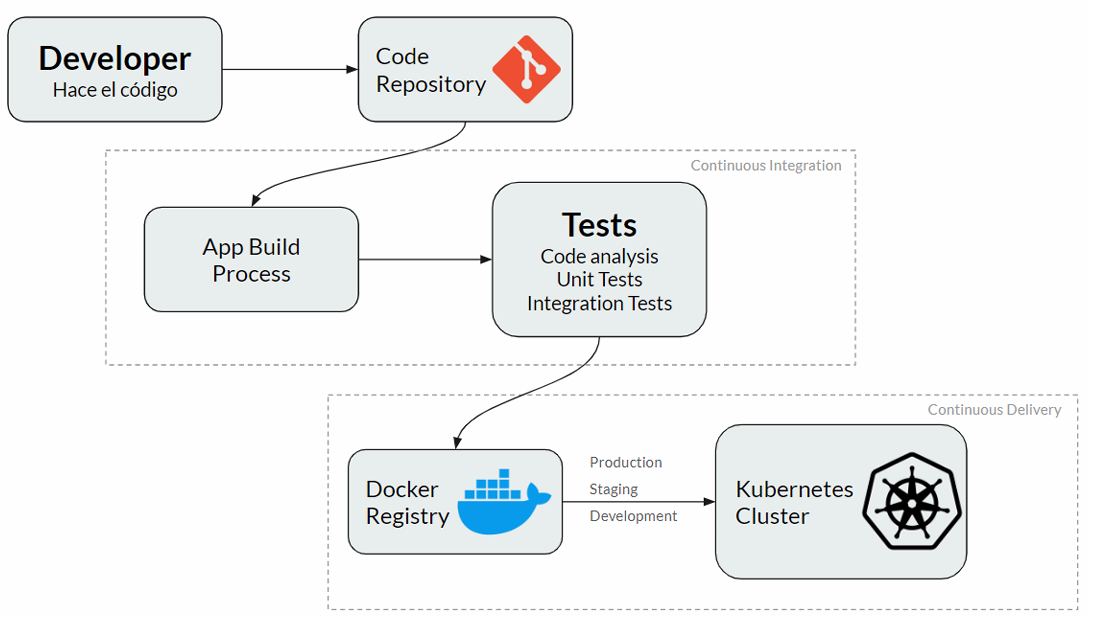 Developer
Hace el código
Code
Repository
Continuous Integration
App Build
Process
Tests
Code analysis
Unit Tests
Integration Tests
Continuous Delivery
Docker
Registry
Production
Staging
Development
Kubernetes
Cluster